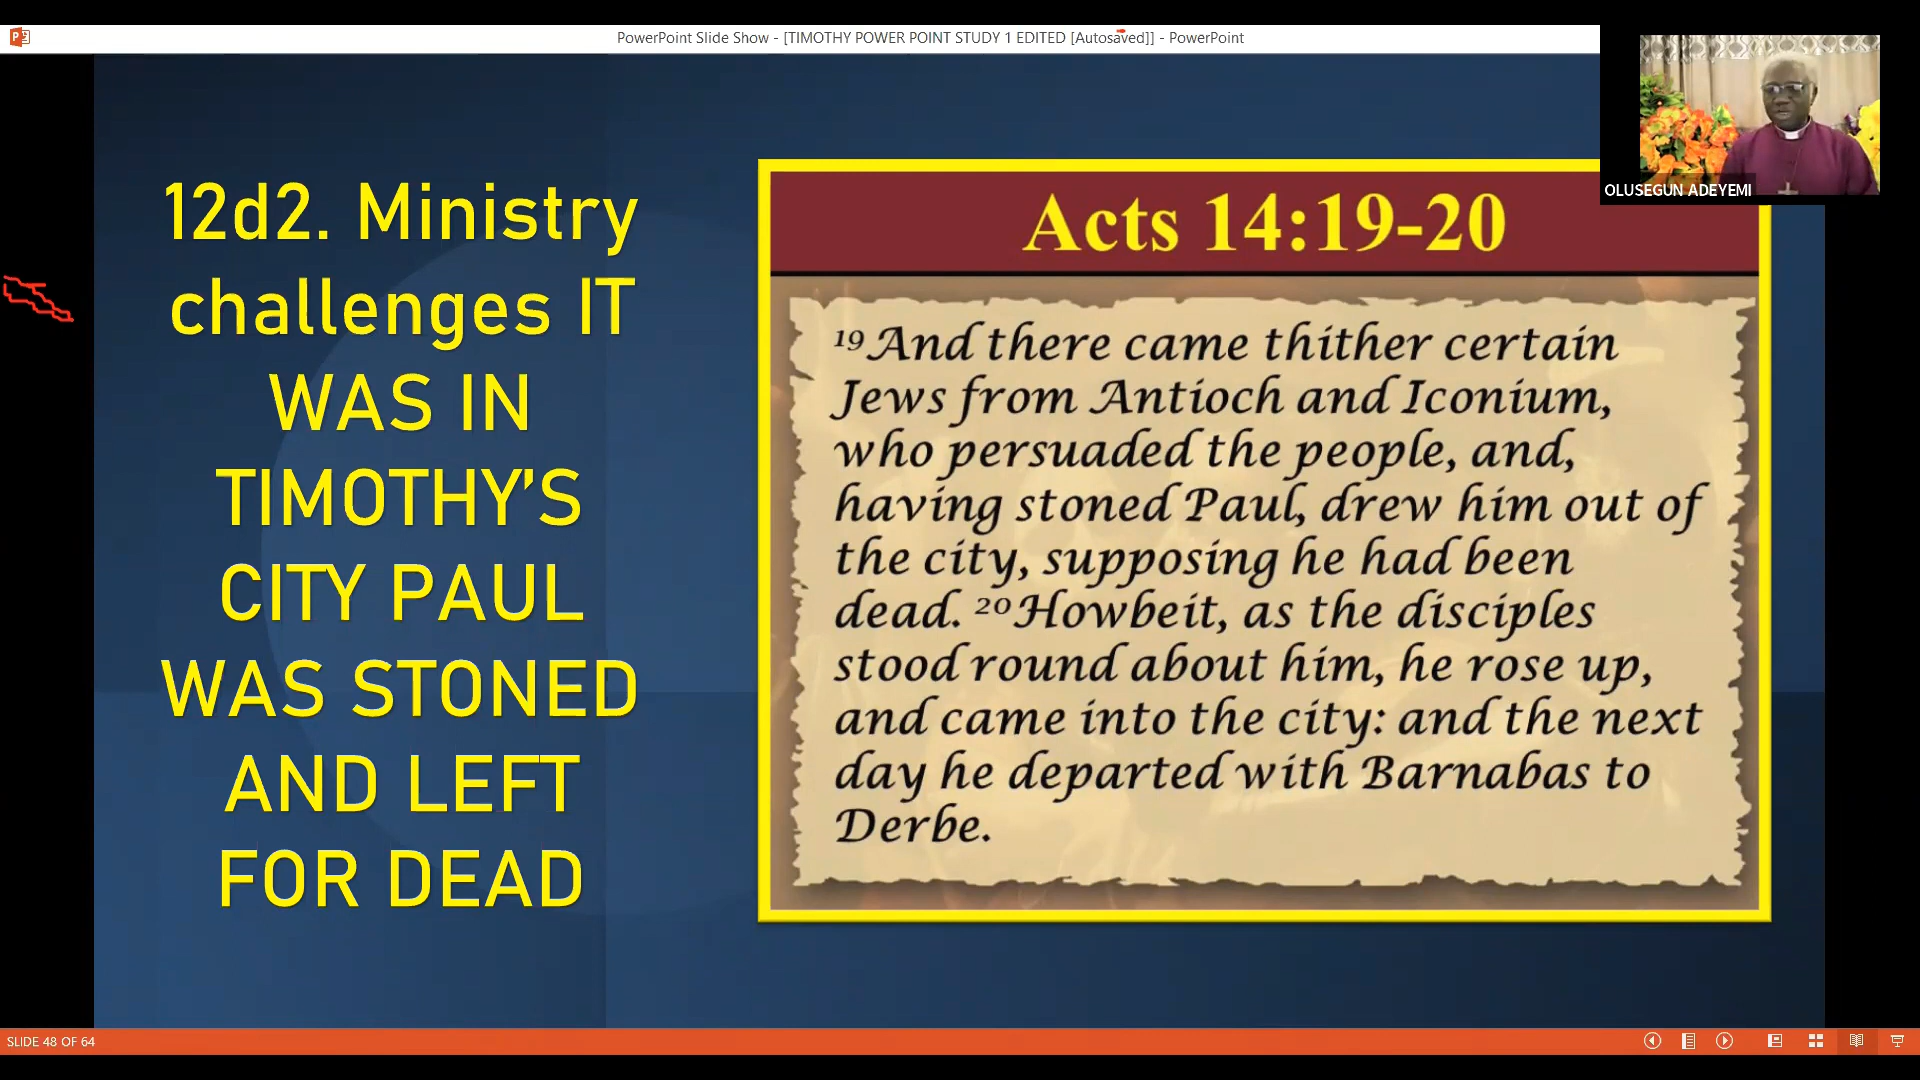 PowerPoint Slide Show - [TIMOTHY POWER POINT STUDY 1 EDITED [Autosaved]] - PowerPoint
OLUSEGUN ADEYEMI
12d2. Ministry
challenges IT
WAS IN
TIMOTHY’S
CITY PAUL
WAS STONED
AND LEFT
FOR DEAD
Acts 14:19-20
19 And there came thither certain
Jews from Antioch and Iconium,
who persuaded the people, and,
having stoned Paul, drew him out of
the city, supposing he had been
dead. 20 Howbeit, as the disciples
stood round about him, he rose up,
and came into the city: and the next
day he departed with Barnabas to
Derbe.
SLIDE 48 OF 64